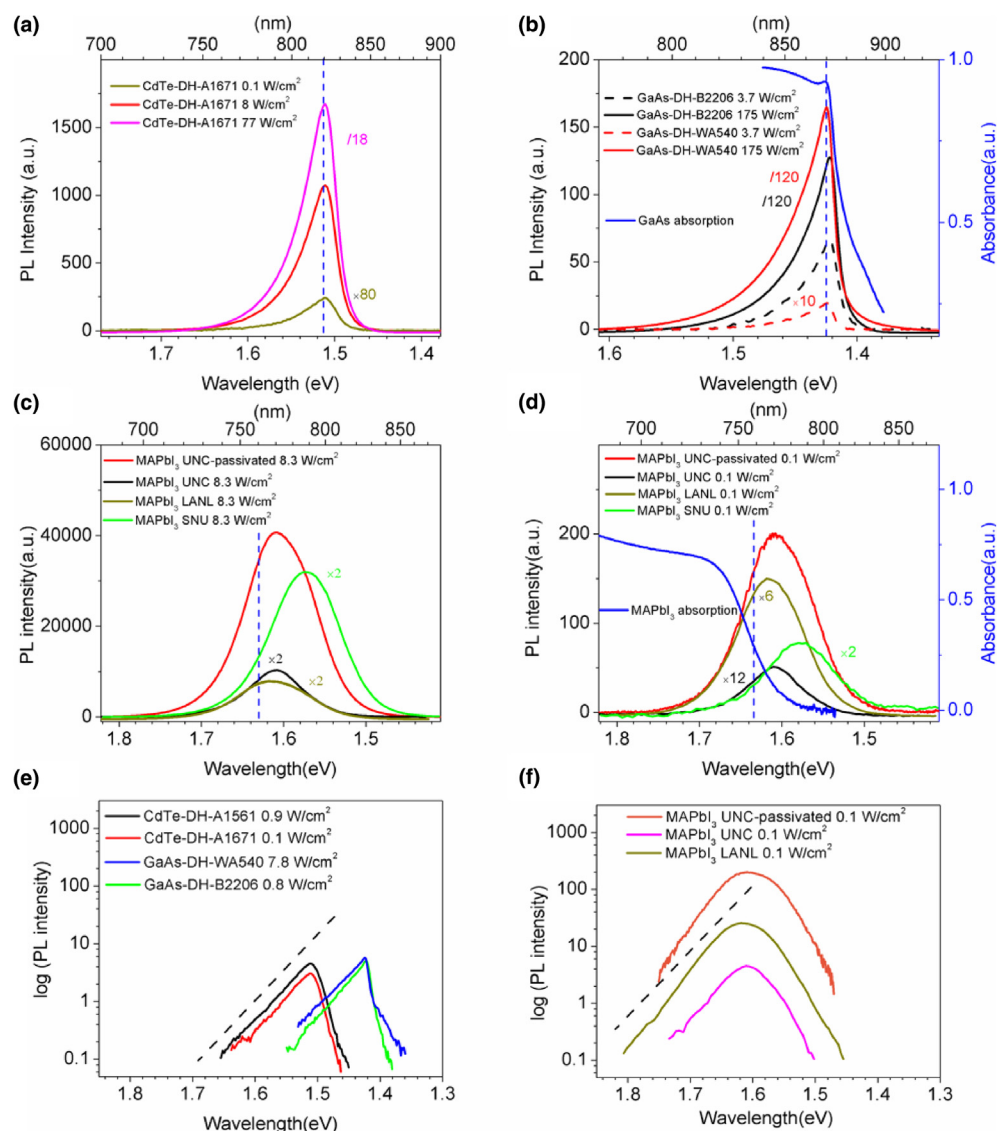 (a)
(nm)
700 750 800 850 900
CdTe-DH-A1671 0.1 W/cm²
CdTe-DH-A1671 8 W/cm²
CdTe-DH-A1671 77 W/cm²
/18
×80
PL Intensity (a.u.)
1500
1000
500
0
1.7 1.6 1.5 1.4
Wavelength (eV)
(b)
(nm)
800 850 900
GaAs-DH-B2206 3.7 W/cm²
GaAs-DH-B2206 175 W/cm²
GaAs-DH-WA540 3.7 W/cm²
GaAs-DH-WA540 175 W/cm²
/120
/120
GaAs absorption
×10
PL Intensity (a.u.)
200
150
100
50
0
1.0
0.5
0.0
Absorbance(a.u.)
1.6 1.5 1.4
Wavelength (eV)
(c)
(nm)
700 750 800 850
MAPbI₃ UNC-passivated 8.3 W/cm²
MAPbI₃ UNC 8.3 W/cm²
MAPbI₃ LANL 8.3 W/cm²
MAPbI₃ SNU 8.3 W/cm²
×2
×2
×2
PL intensity(a.u.)
60000
40000
20000
0
1.8 1.7 1.6 1.5
Wavelength(eV)
(d)
(nm)
700 750 800 850
MAPbI₃ UNC-passivated 0.1 W/cm²
MAPbI₃ UNC 0.1 W/cm²
MAPbI₃ LANL 0.1 W/cm²
MAPbI₃ SNU 0.1 W/cm²
MAPbI₃ absorption
×6
×2
×12
PL intensity(a.u.)
300
200
100
0
1.0
0.5
0.0
Absorbance(a.u.)
1.8 1.7 1.6 1.5
Wavelength(eV)
(e)
CdTe-DH-A1561 0.9 W/cm²
CdTe-DH-A1671 0.1 W/cm²
GaAs-DH-WA540 7.8 W/cm²
GaAs-DH-B2206 0.8 W/cm²
log (PL intensity)
1000
100
10
1
0.1
1.8 1.7 1.6 1.5 1.4 1.3
Wavelength(eV)
(f)
MAPbI₃ UNC-passivated 0.1 W/cm²
MAPbI₃ UNC 0.1 W/cm²
MAPbI₃ LANL 0.1 W/cm²
log (PL intensity)
1000
100
10
1
0.1
1.8 1.7 1.6 1.5 1.4 1.3
Wavelength(eV)